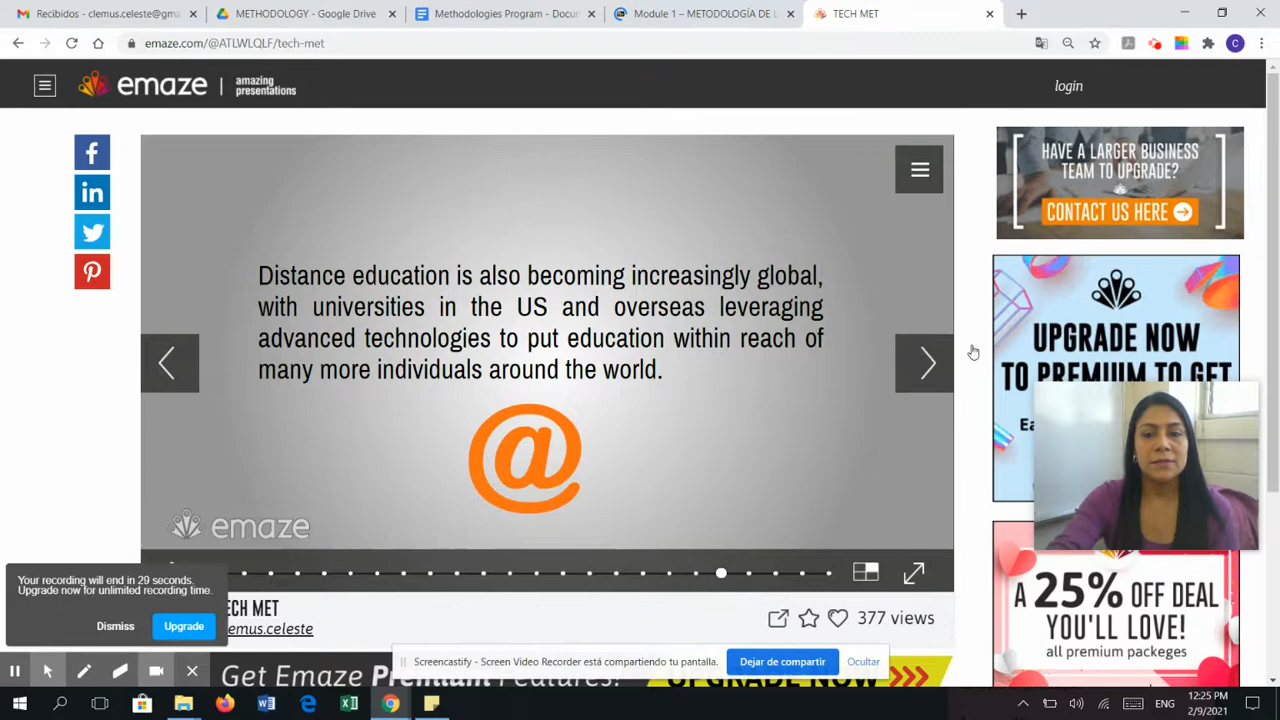 Recibidos - clemus.celeste@gma
METHODOLOGY - Google Drive
Methodologies Program - Docum
Module 1 – METODOLOGÍA DE L
TECH MET
emaze.com/@ATLWLQLF/tech-met
C
emaze
amazing
presentations
login
HAVE A LARGER BUSINESS
TEAM TO UPGRADE?
CONTACT US HERE
Distance education is also becoming increasingly global,
with universities in the US and overseas leveraging
advanced technologies to put education within reach of
many more individuals around the world.
@
emaze
UPGRADE NOW
TO PREMIUM TO GET
A 25% OFF DEAL
YOU'LL LOVE!
all premium packeges
Your recording will end in 29 seconds.
Upgrade now for unlimited recording time.
Dismiss
Upgrade
ECH MET
emus.celeste
377 views
Screencastify - Screen Video Recorder está compartiendo tu pantalla.
Dejar de compartir
Ocultar
Get Emaze Premliant Features!
UPGRADE NOW
ENG
12:25 PM
2/9/2021